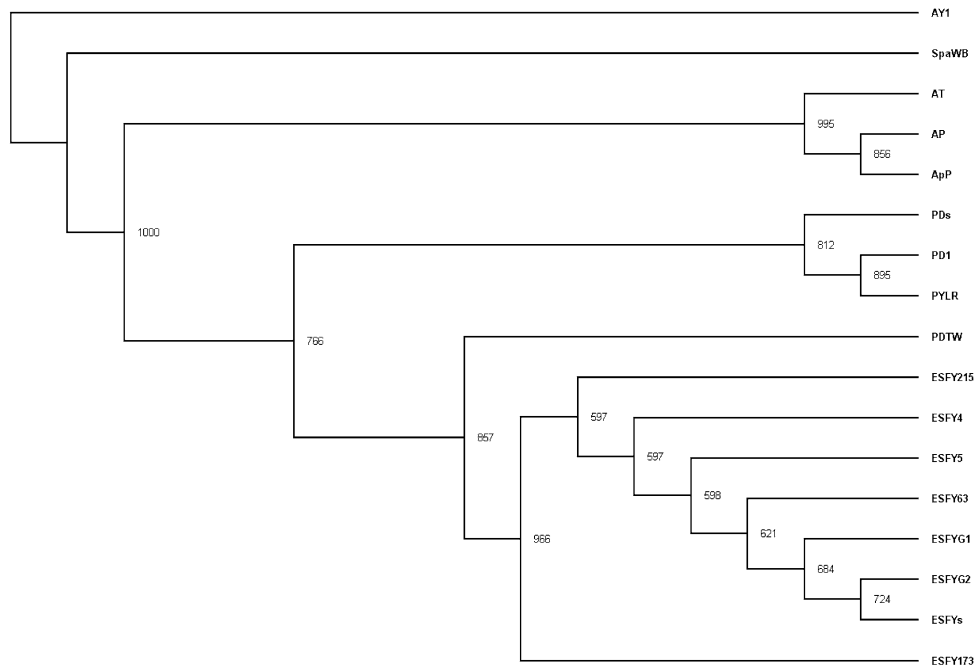 AY1
SpaWB
AT
995
AP
856
ApP
1000
PDs
812
PD1
895
PYLR
766
PDTW
ESFY215
597
ESFY4
857
597
ESFY5
598
ESFY63
621
966
ESFYG1
684
ESFYG2
724
ESFYs
ESFY173